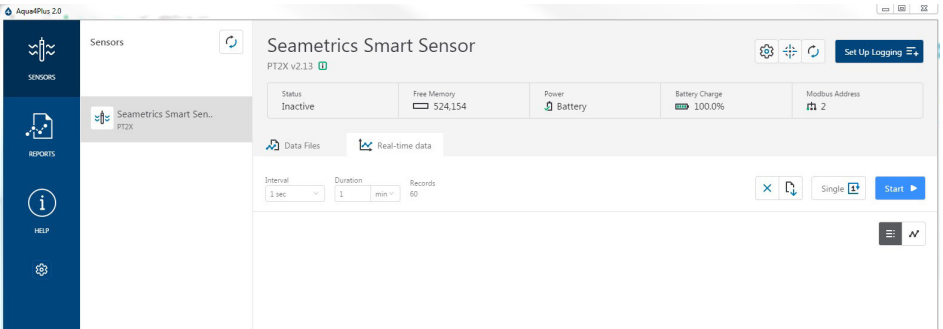 Aqua4Plus 2.0
SENSORS
REPORTS
HELP
Sensors
Seametrics Smart Sen..
PT2X
Seametrics Smart Sensor
PT2X v2.13
Set Up Logging
Status
Inactive
Free Memory
524,154
Power
Battery
Battery Charge
100.0%
Modbus Address
2
Data Files
Real-time data
Interval
1 sec
Duration
1 min
Records
60
Single
Start